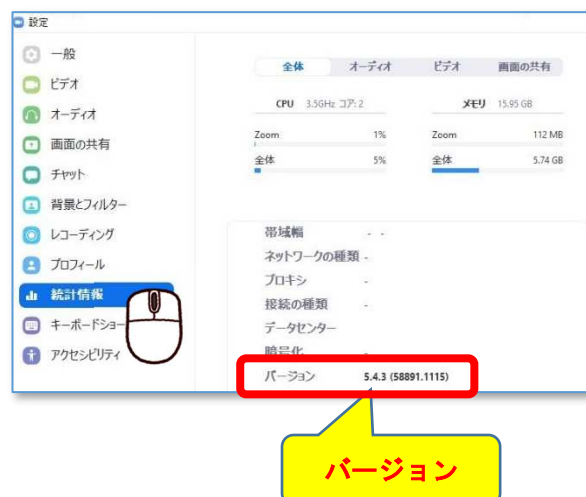 設定
一般
ビデオ
オーディオ
画面の共有
チャット
背景とフィルター
レコーディング
プロフィール
統計情報
キーボードショー
アクセシビリティ
全体 オーディオ ビデオ 画面の共有
CPU 3.5GHz コア: 2 メモリ 15.95 GB
Zoom 1% Zoom 112 MB
全体 5% 全体 5.74 GB
帯域幅 - -
ネットワークの種類 -
プロキシ -
接続の種類 -
データセンター
暗号化 -
バージョン 5.4.3 (58891.1115)
バージョン